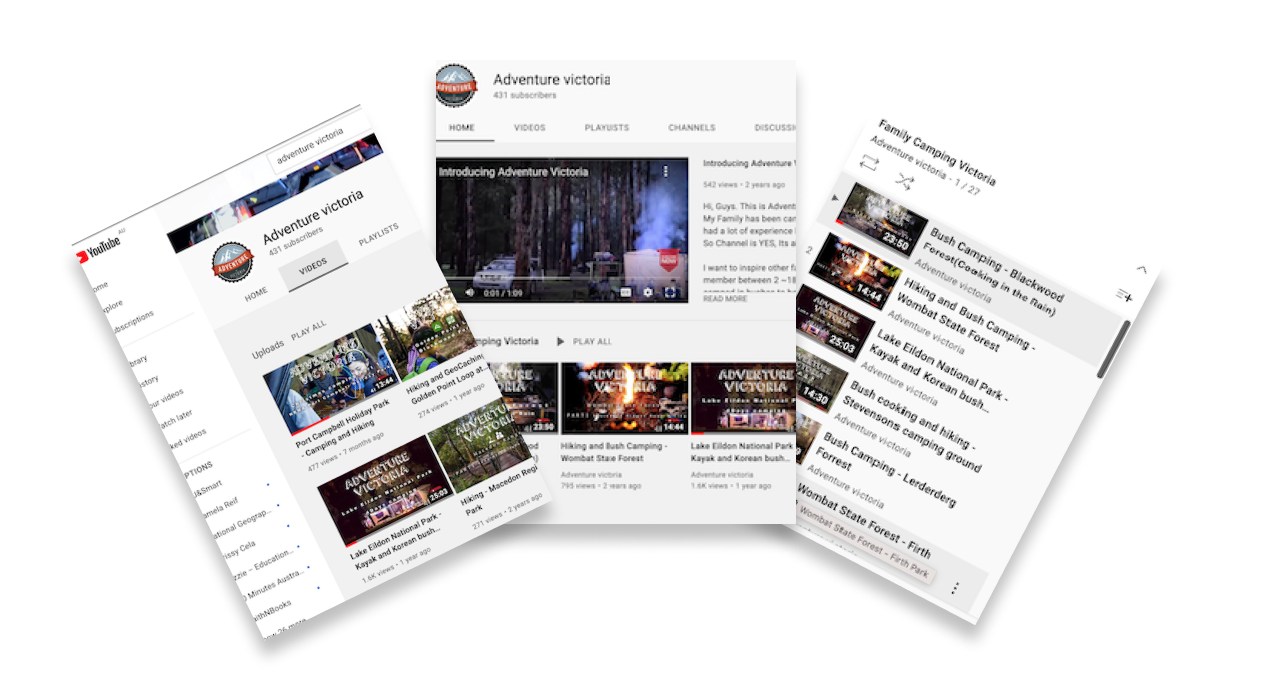 adventure victoria
YouTube AU
Adventure victoria
431 subscribers
HOME
VIDEOS
PLAYLISTS
ome
xplore
ubscriptions
brary
story
our videos
atch later
ked videos
PTIONS
&Smart
amela Reif
ational Geograp...
rissy Cela
zzie – Education...
0 Minutes Austra...
aithNBooks
ow 26 more
Uploads
PLAY ALL
ADVENTURE
VICTORIA
13:44
Port Campbell Holiday Park
- Camping and Hiking
477 views • 7 months ago
Hiking and GeoCaching
Golden Point Loop at...
274 views • 1 year ago
ADVENTURE
VICTORIA
Lake Eildon National Park
25:03
Lake Eildon National Park -
Kayak and Korean bush...
1.6K views • 1 year ago
ADVENTURE
VICTORIA
Hiking - Macedon Regi
Park
271 views • 2 years ago
ADVENTURE
Adventure victoria
431 subscribers
HOME
VIDEOS
PLAYLISTS
CHANNELS
DISCUSSI
Introducing Adventure Victoria
0:01 / 1:09
Introducing Adventure V
542 views • 2 years ago
Hi, Guys. This is Advent
My Family has been can
had a lot of experience
So Channel is YES, Its a
I want to inspire other fa
member between 2 ~18
READ MORE
mping Victoria
PLAY ALL
23:50
ADVENTURE
VICTORIA
14:44
Hiking and Bush Camping -
Wombat State Forest
Adventure victoria
795 views • 2 years ago
ADVENTURE
VICTORIA
Lake Eildon National P
Lake Eildon National Park
Kayak and Korean bush...
Adventure victoria
1.6K views • 1 year ago
Family Camping Victoria
Adventure victoria - 1 / 27
23:50
Bush Camping - Blackwood
Forest(Cooking in the Rain)
Adventure victoria
2
14:44
Hiking and Bush Camping -
Wombat State Forest
Adventure victoria
25:03
Lake Eildon National Park -
Kayak and Korean bush...
Adventure victoria
14:30
Bush cooking and hiking -
Stevensons camping ground
Adventure victoria
Bush Camping - Lerderderg
Forrest
Adventure victoria
Wombat State Forest - Firth
Wombat State Forest - Firth Park